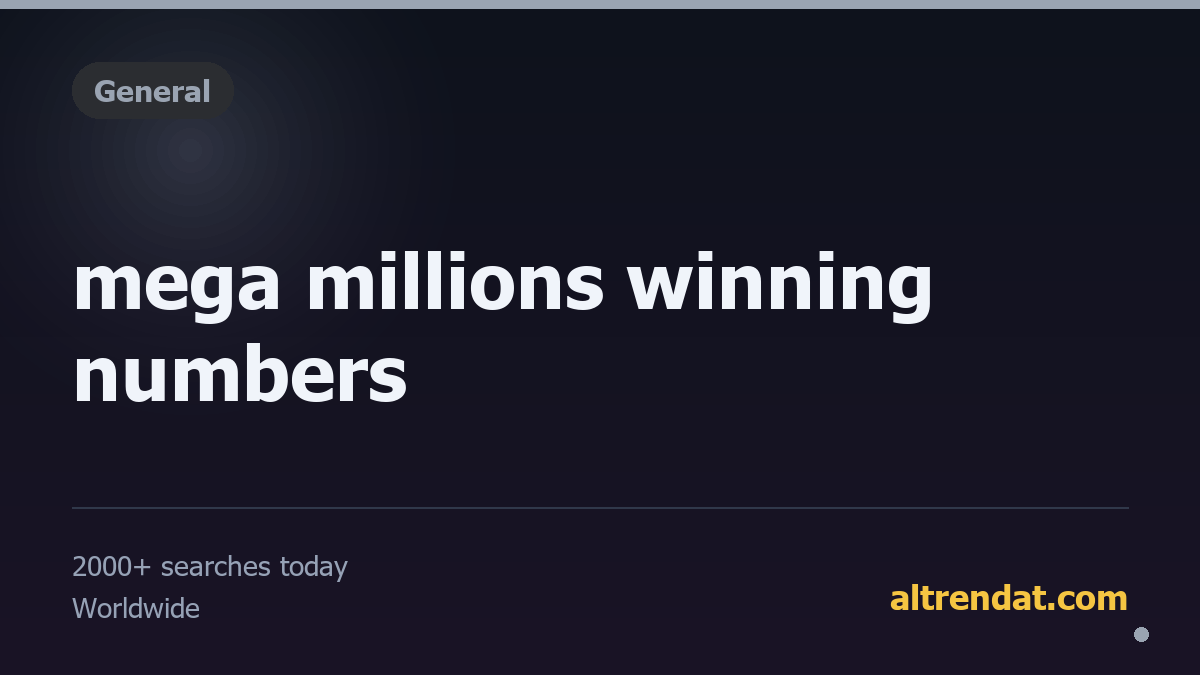 General
mega millions winning
numbers
2000+ searches today
Worldwide
altrendat.com